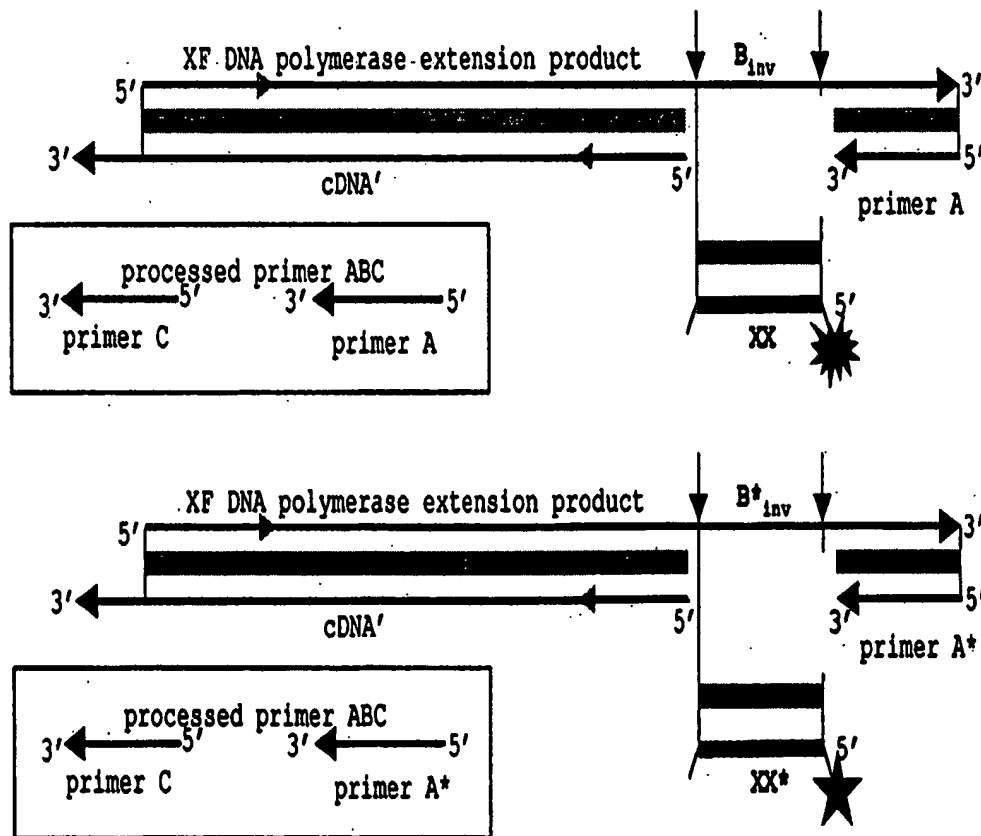 XF DNA polymerase extension product B_inv
5' 3'
3' 5' 3' 5'
cDNA' primer A
processed primer ABC
3' 5' 3' 5'
primer C primer A
5'
XX
XF DNA polymerase extension product B*_inv
5' 3'
3' 5' 3' 5'
cDNA' primer A*
processed primer ABC
3' 5' 3' 5'
primer C primer A*
5'
XX*